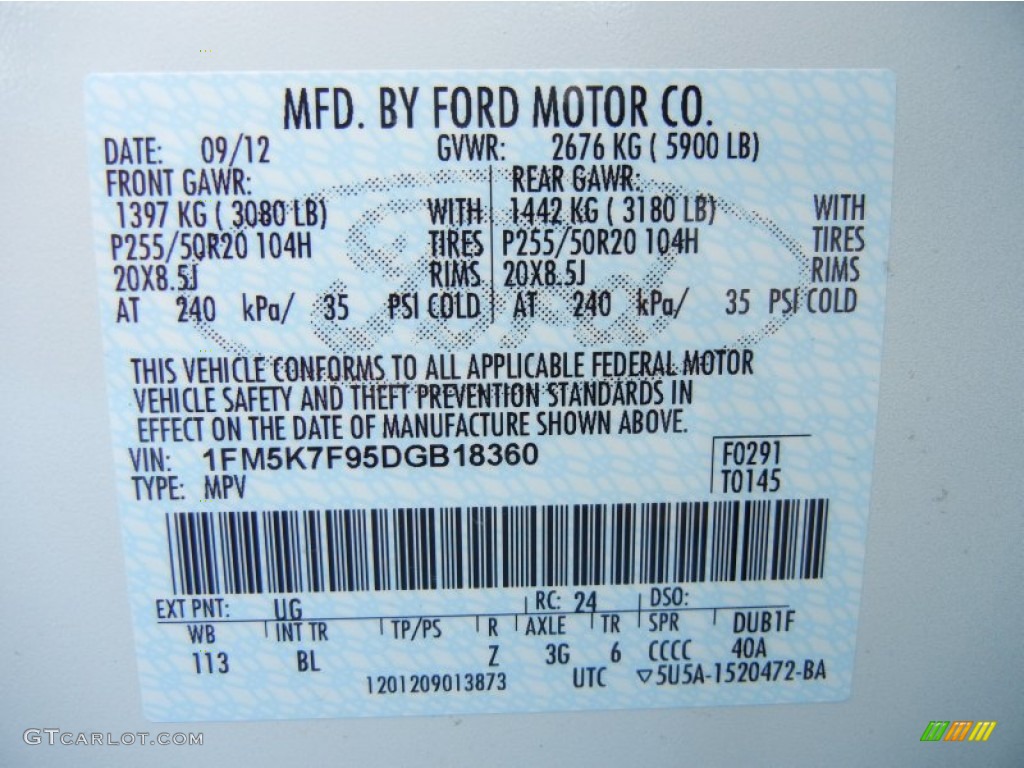 MFD. BY FORD MOTOR CO.
DATE: 09/12 GVWR: 2676 KG ( 5900 LB)
FRONT GAWR: REAR GAWR:
1397 KG ( 3080 LB) WITH 1442 KG ( 3180 LB) WITH
P255/50R20 104H TIRES P255/50R20 104H TIRES
20X8.5J RIMS 20X8.5J RIMS
AT 240 kPa/ 35 PSI COLD AT 240 kPa/ 35 PSI COLD
Ford
THIS VEHICLE CONFORMS TO ALL APPLICABLE FEDERAL MOTOR
VEHICLE SAFETY AND THEFT PREVENTION STANDARDS IN
EFFECT ON THE DATE OF MANUFACTURE SHOWN ABOVE.
VIN: 1FM5K7F95DGB18360 F0291
TYPE: MPV T0145
EXT PNT: UG RC: 24 DSO:
WB INT TR TP/PS R AXLE TR SPR DUB1F
113 BL Z 3G 6 CCCC 40A
1201209013873 UTC ▽5U5A-1520472-BA
GTCARLOT.COM